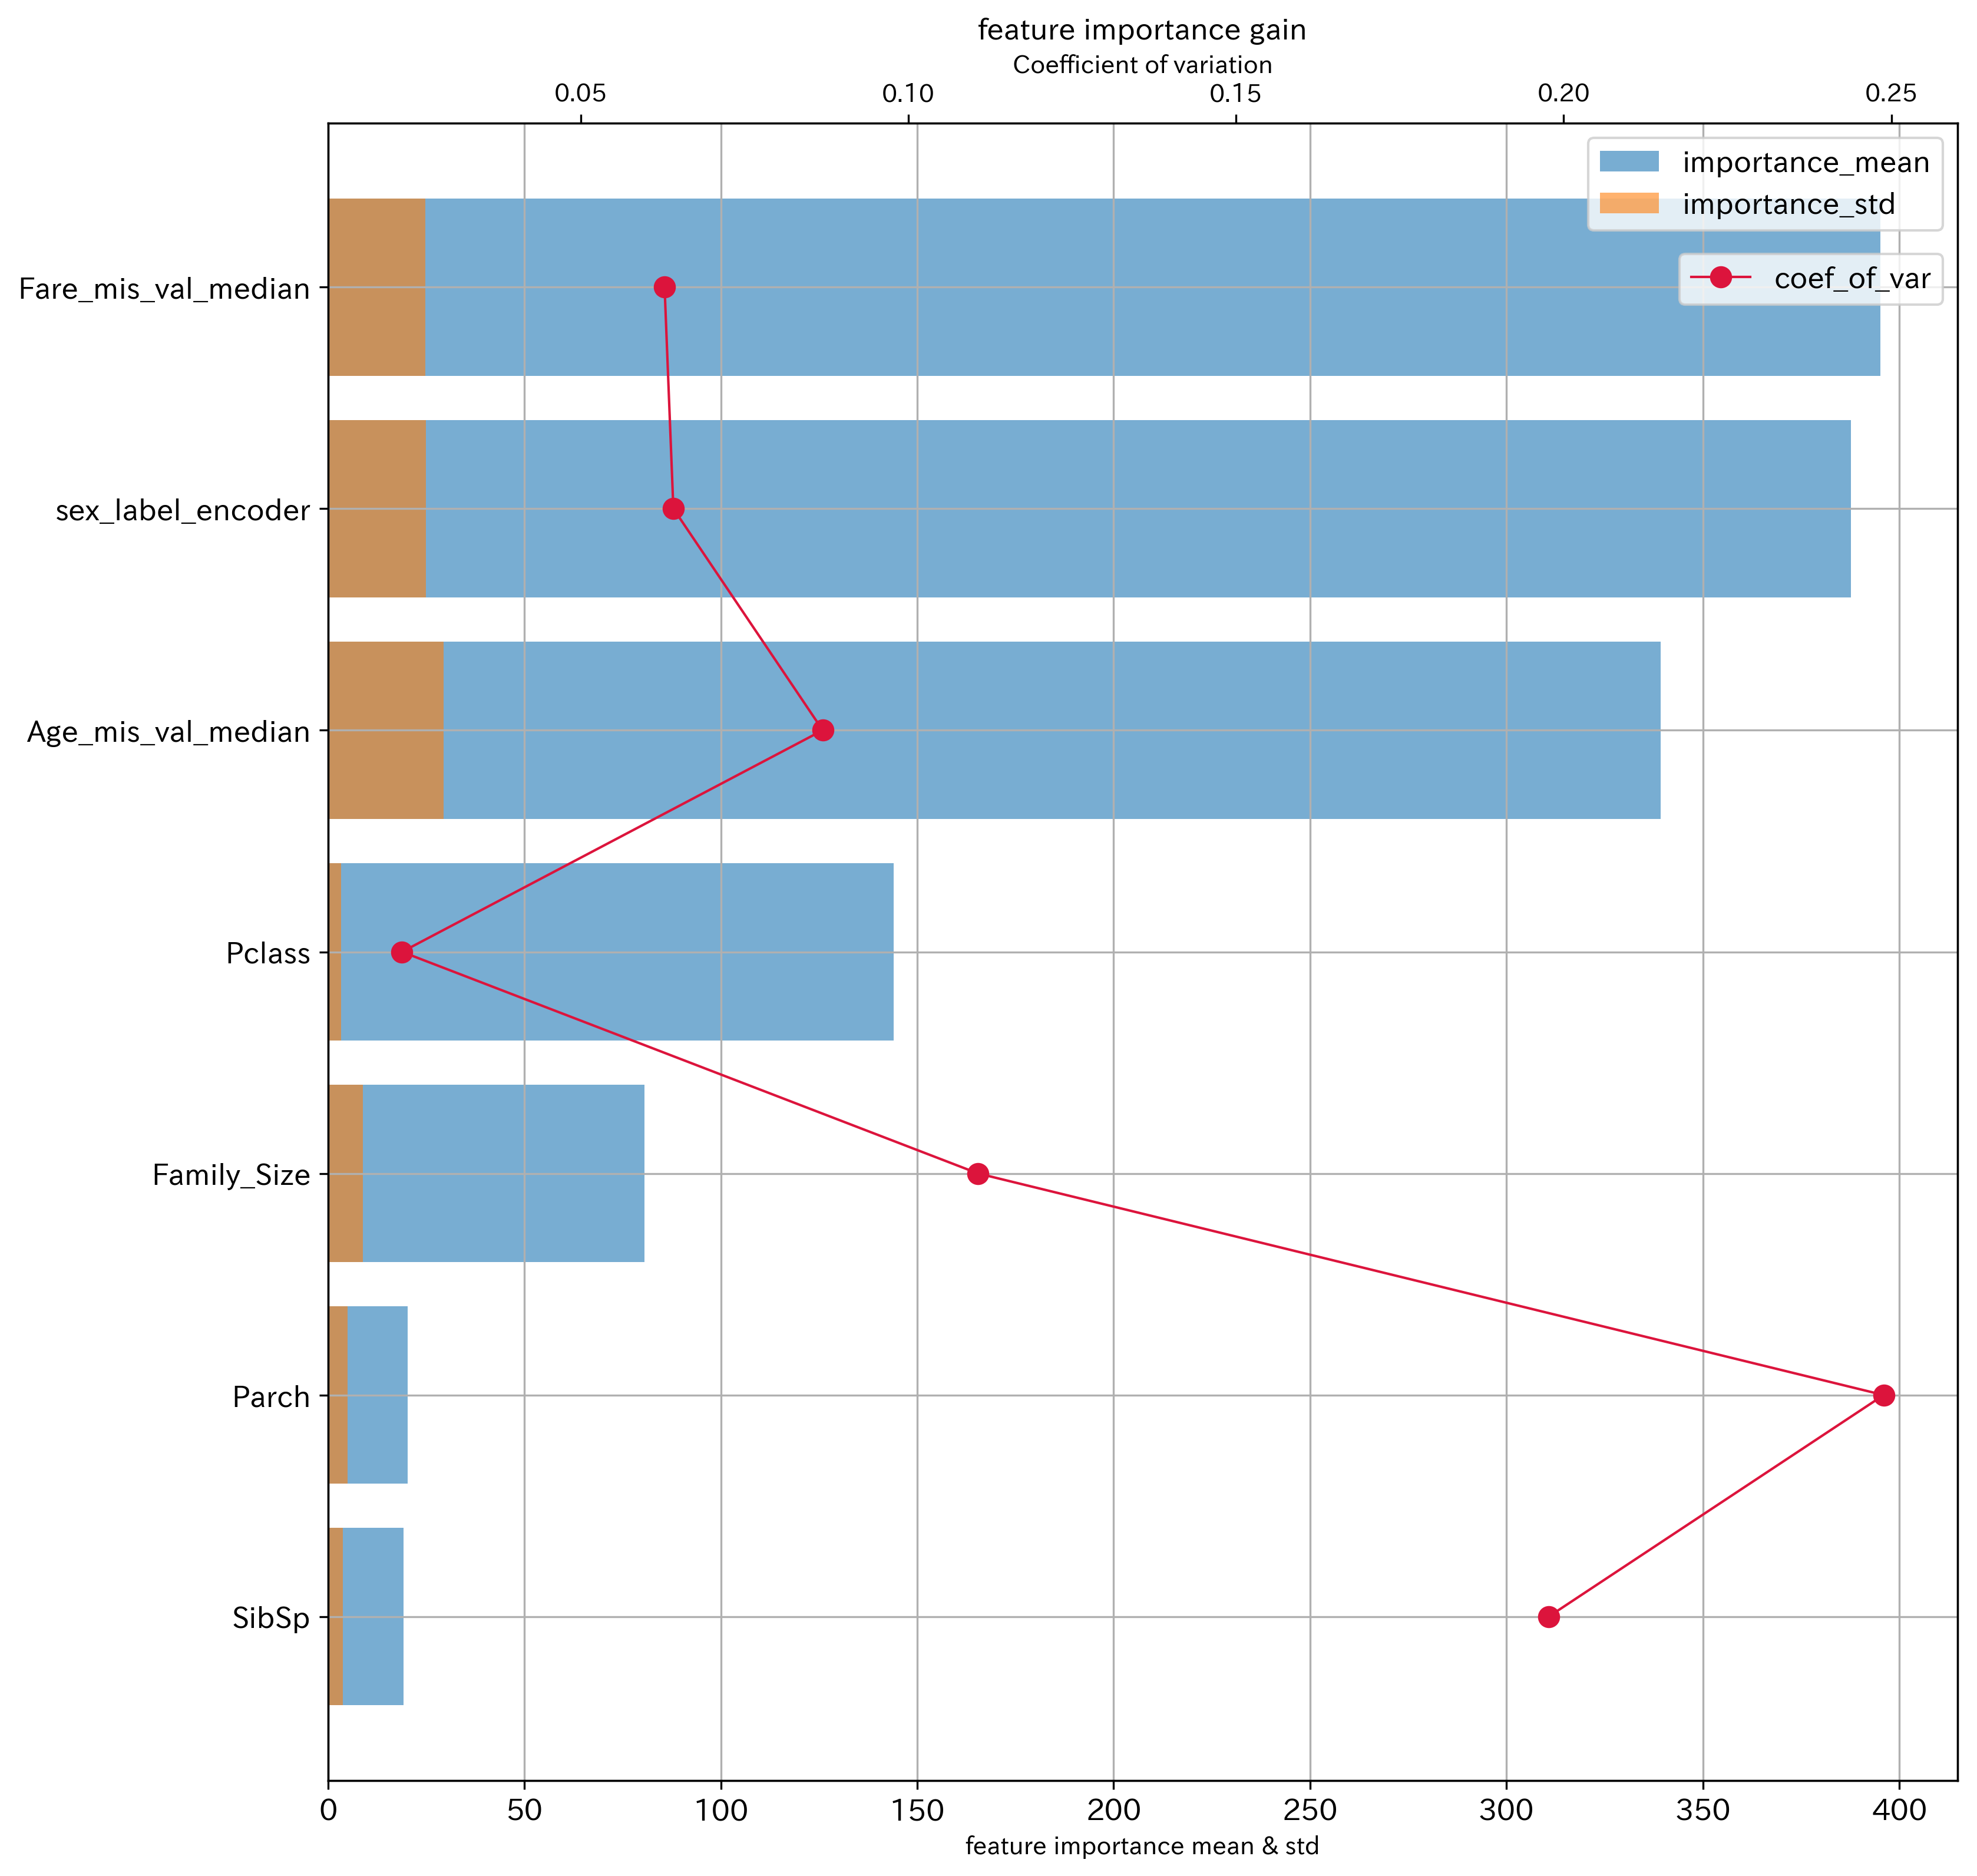 feature importance gain
Coefficient of variation
0.05 0.10 0.15 0.20 0.25
importance_mean
importance_std
coef_of_var
Fare_mis_val_median
sex_label_encoder
Age_mis_val_median
Pclass
Family_Size
Parch
SibSp
0 50 100 150 200 250 300 350 400
feature importance mean & std